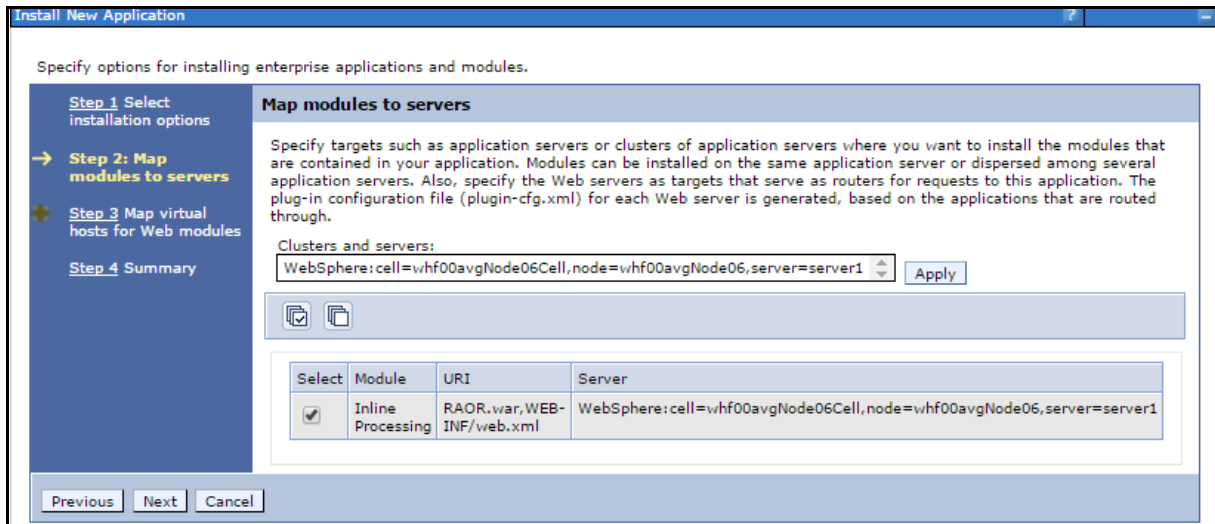 Install New Application
?
Specify options for installing enterprise applications and modules.
Step 1 Select
installation options
Step 2: Map
modules to servers
Step 3 Map virtual
hosts for Web modules
Step 4 Summary
Map modules to servers
Specify targets such as application servers or clusters of application servers where you want to install the modules that
are contained in your application. Modules can be installed on the same application server or dispersed among several
application servers. Also, specify the Web servers as targets that serve as routers for requests to this application. The
plug-in configuration file (plugin-cfg.xml) for each Web server is generated, based on the applications that are routed
through.
Clusters and servers:
WebSphere:cell=whf00avgNode06Cell,node=whf00avgNode06,server=server1
Apply
Select Module URI Server
Inline RAOR.war,WEB- WebSphere:cell=whf00avgNode06Cell,node=whf00avgNode06,server=server1
Processing INF/web.xml
Previous Next Cancel